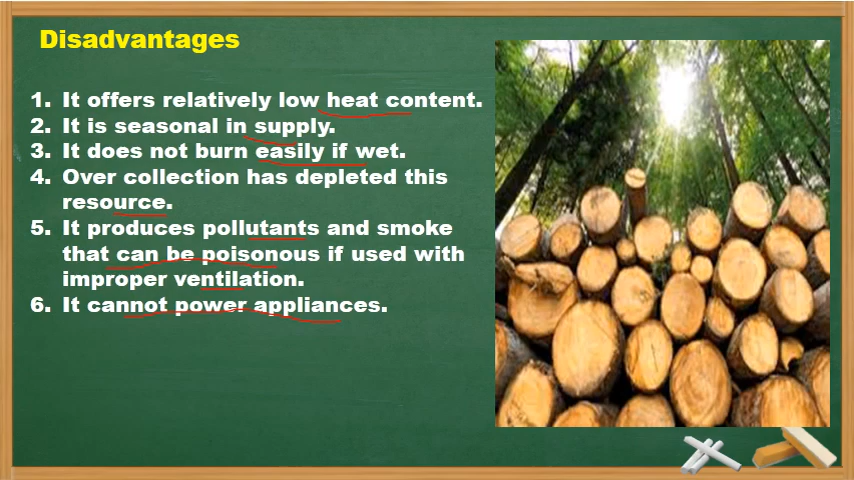 Disadvantages
1. It offers relatively low heat content.
2. It is seasonal in supply.
3. It does not burn easily if wet.
4. Over collection has depleted this
resource.
5. It produces pollutants and smoke
that can be poisonous if used with
improper ventilation.
6. It cannot power appliances.